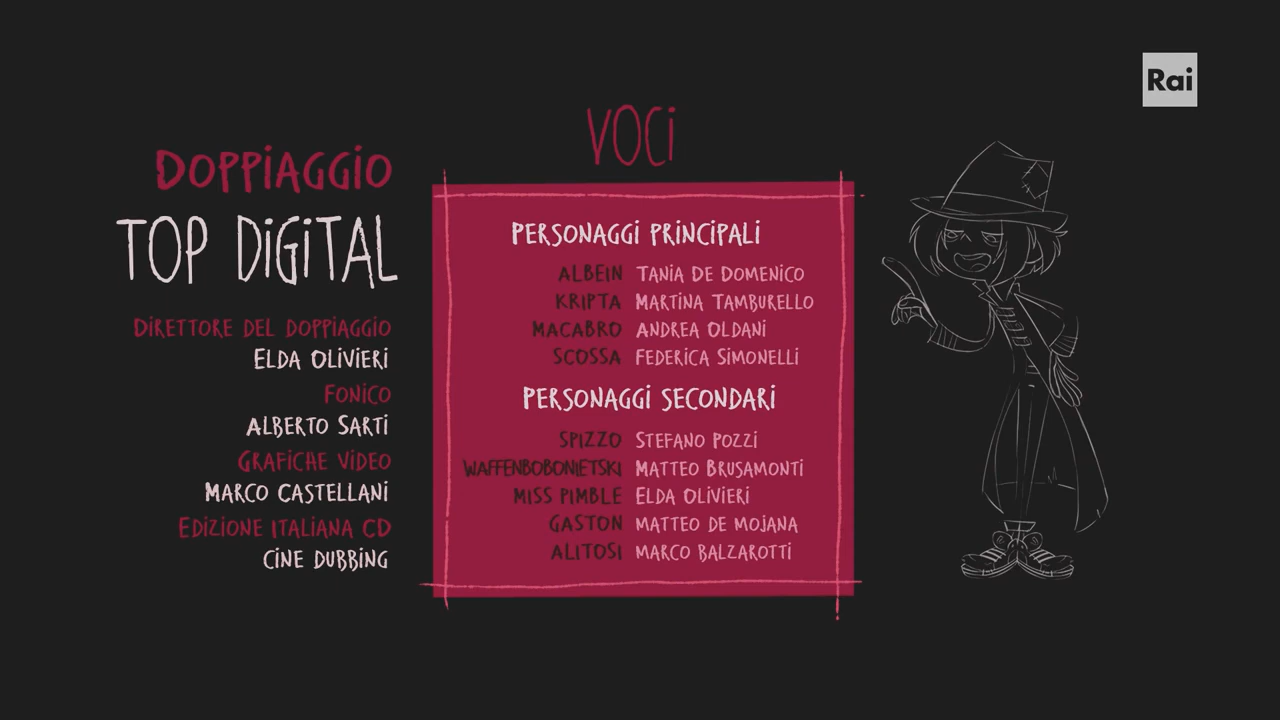 Rai
DOPPIAGGIO
TOP DIGITAL
DIRETTORE DEL DOPPIAGGIO
ELDA OLIVIERI
FONICO
ALBERTO SARTI
GRAFICHE VIDEO
MARCO CASTELLANI
EDIZIONE ITALIANA CD
CINE DUBBING
VOCI
PERSONAGGI PRINCIPALI
ALBEIN TANIA DE DOMENICO
KRIPTA MARTINA TAMBURELLO
MACABRO ANDREA OLDANI
SCOSSA FEDERICA SIMONELLI
PERSONAGGI SECONDARI
SPIZZO STEFANO POZZI
WAFFENBOBONIETSKI MATTEO BRUSAMONTI
MISS PIMBLE ELDA OLIVIERI
GASTON MATTEO DE MOJANA
ALITOSI MARCO BALZAROTTI